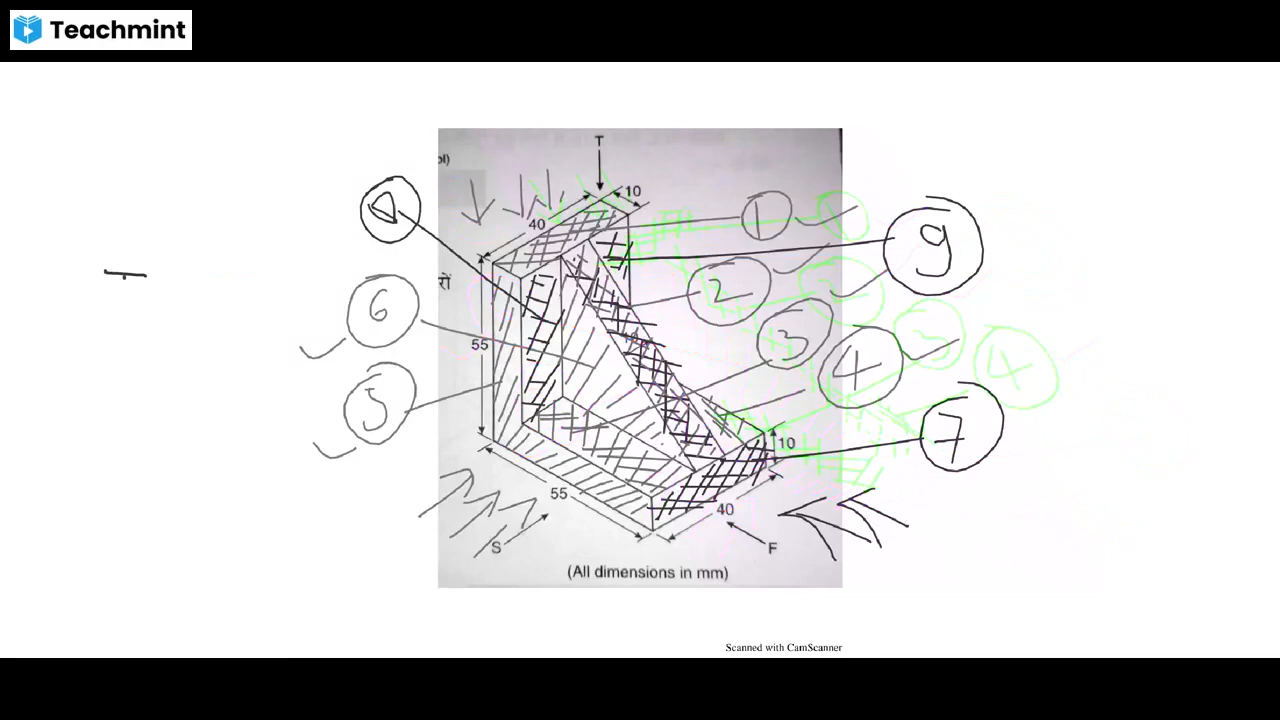 Teachmint
ol)
T
10
40
1
9
रों
2
6
3
55
4
5
7
10
55
40
S
F
(All dimensions in mm)
Scanned with CamScanner